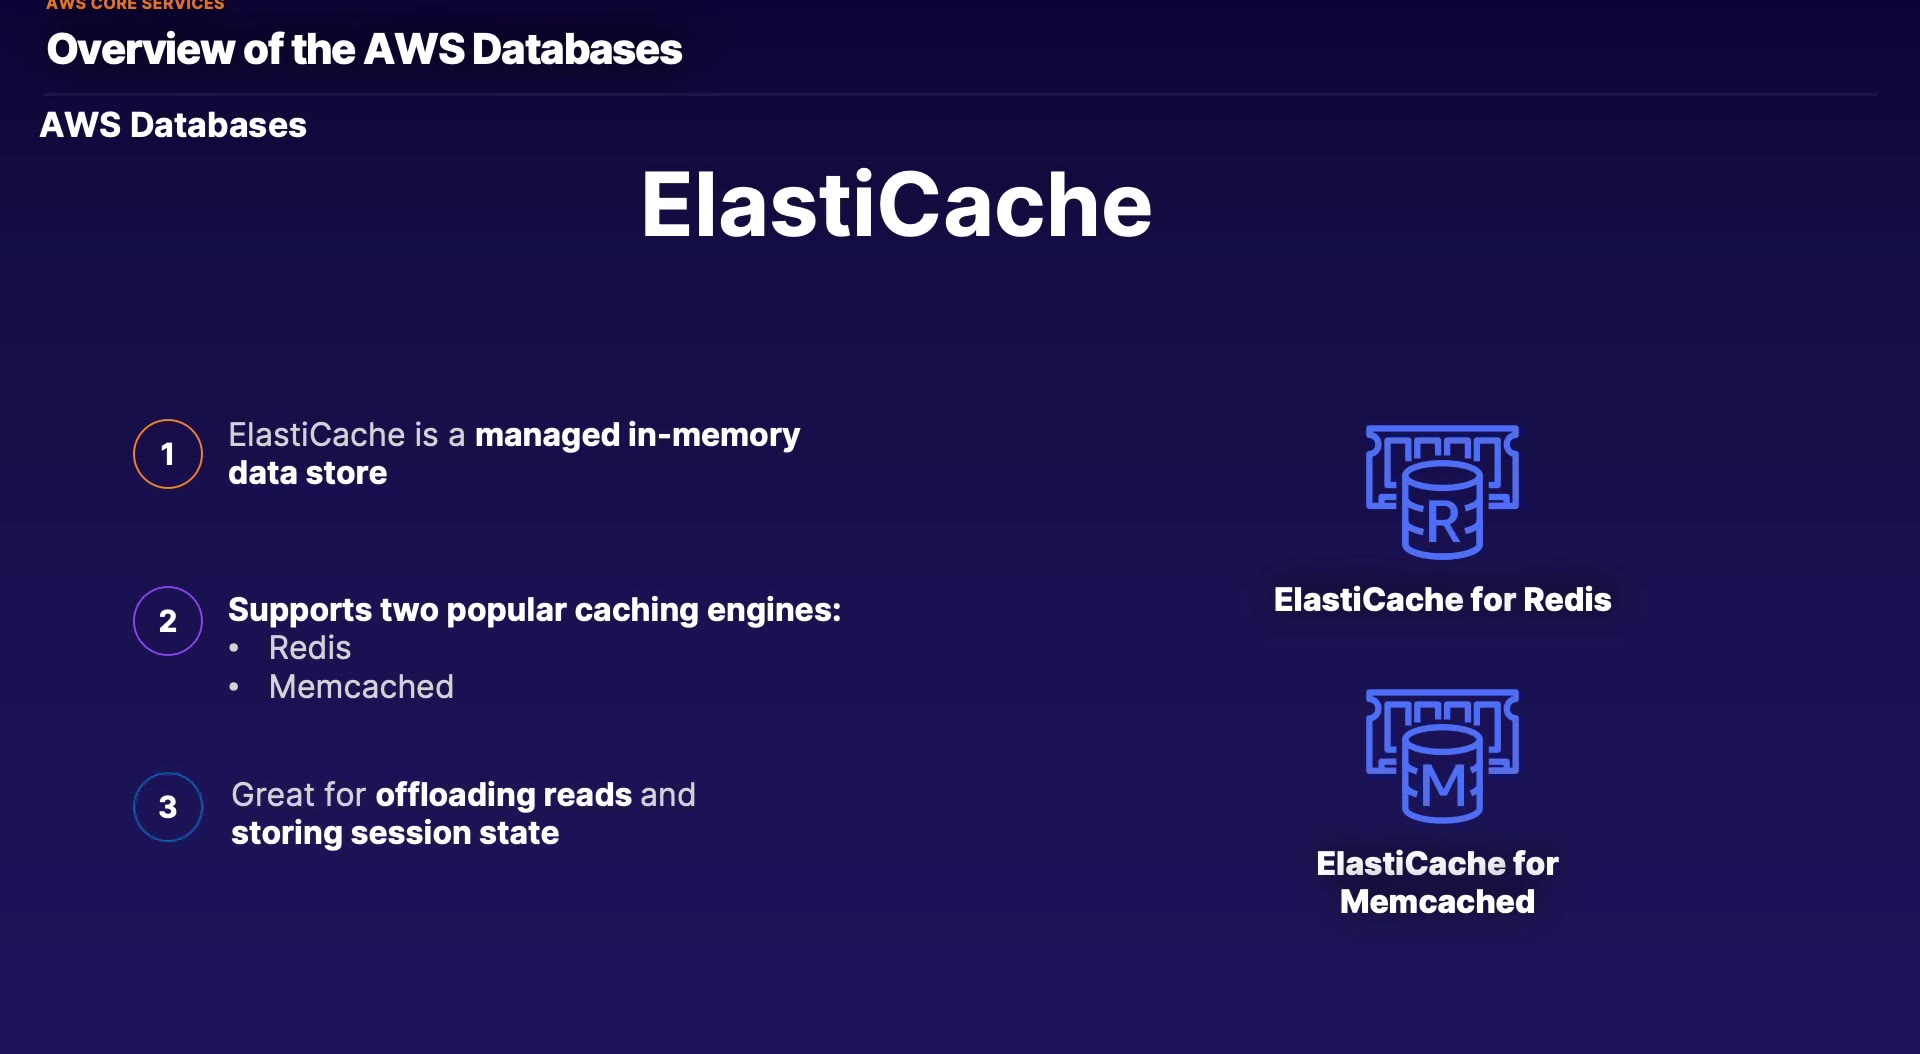 AWS CORE SERVICES
Overview of the AWS Databases
AWS Databases
ElastiCache
1
ElastiCache is a managed in-memory
data store
2
Supports two popular caching engines:
• Redis
• Memcached
3
Great for offloading reads and
storing session state
R
ElastiCache for Redis
M
ElastiCache for
Memcached